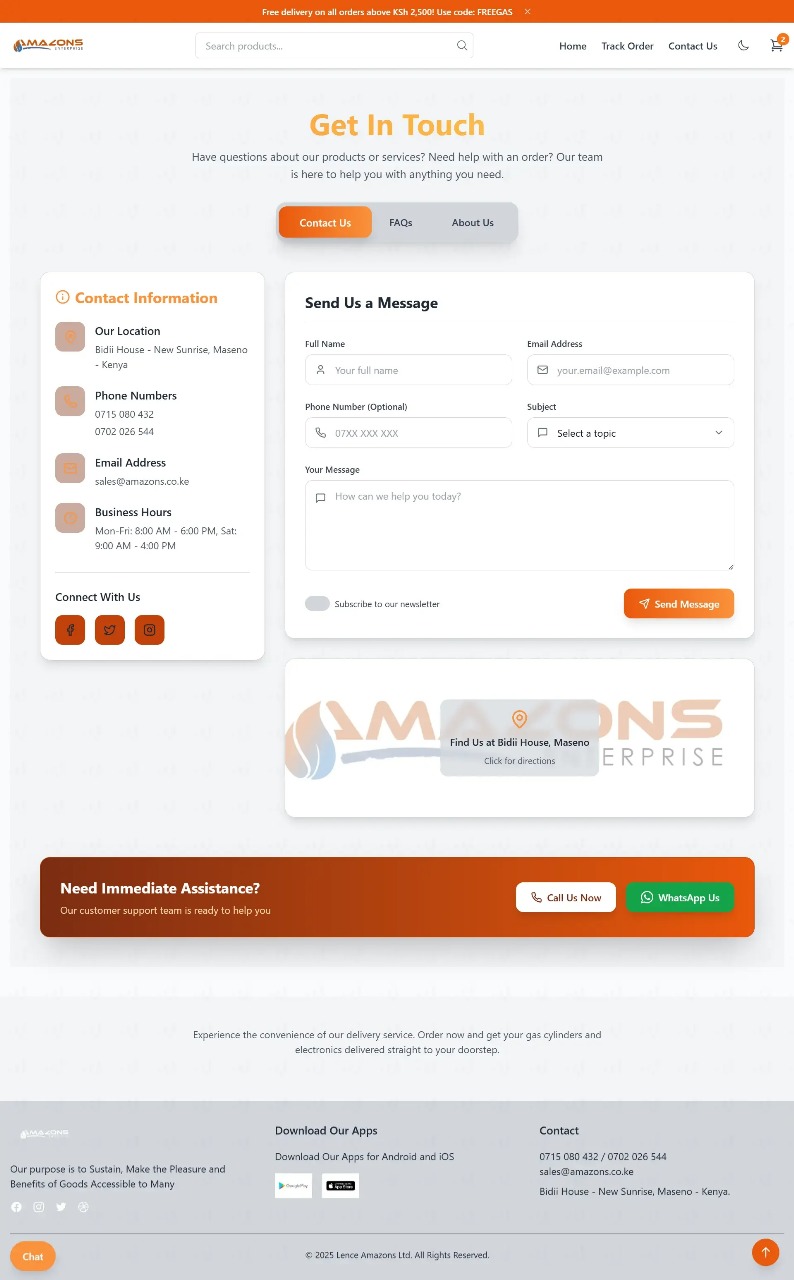 Free delivery on all orders above KSh 2,500! Use code: FREEGAS
AMAZONS
ENTERPRISE
Search products...
Home
Track Order
Contact Us
2
Get In Touch
Have questions about our products or services? Need help with an order? Our team
is here to help you with anything you need.
Contact Us
FAQs
About Us
Contact Information
Our Location
Bidii House - New Sunrise, Maseno
- Kenya
Phone Numbers
0715 080 432
0702 026 544
Email Address
sales@amazons.co.ke
Business Hours
Mon-Fri: 8:00 AM - 6:00 PM, Sat:
9:00 AM - 4:00 PM
Connect With Us
Send Us a Message
Full Name
Your full name
Email Address
your.email@example.com
Phone Number (Optional)
07XX XXX XXX
Subject
Select a topic
Your Message
How can we help you today?
Subscribe to our newsletter
Send Message
AMAZONS
ENTERPRISE
Find Us at Bidii House, Maseno
Click for directions
Need Immediate Assistance?
Our customer support team is ready to help you
Call Us Now
WhatsApp Us
Experience the convenience of our delivery service. Order now and get your gas cylinders and
electronics delivered straight to your doorstep.
AMAZONS
Our purpose is to Sustain, Make the Pleasure and
Benefits of Goods Accessible to Many
Download Our Apps
Download Our Apps for Android and iOS
Google Play
App Store
Contact
0715 080 432 / 0702 026 544
sales@amazons.co.ke
Bidii House - New Sunrise, Maseno - Kenya.
Chat
© 2025 Lence Amazons Ltd. All Rights Reserved.